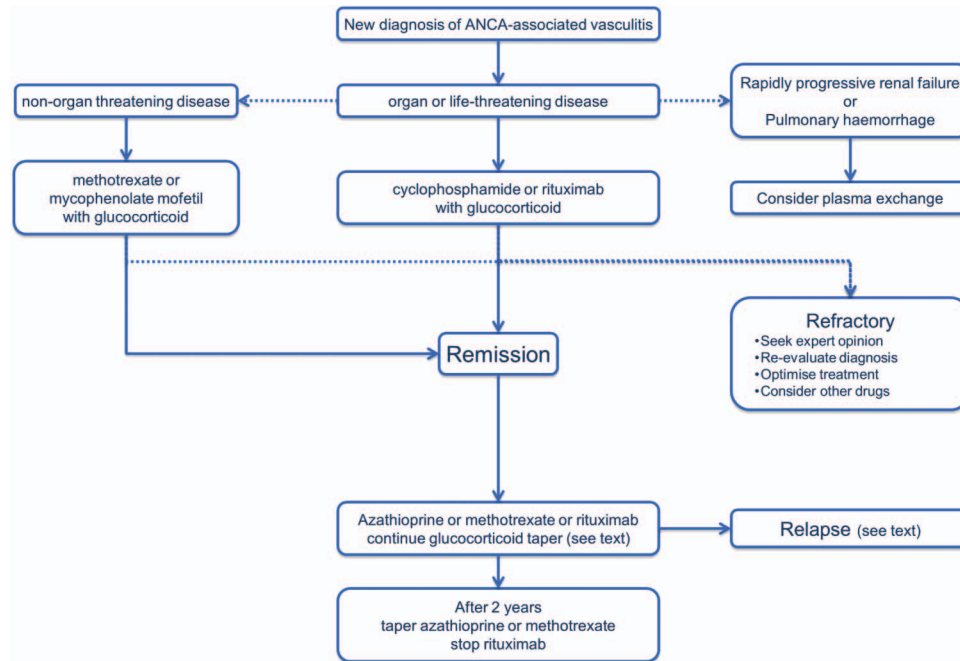 New diagnosis of ANCA-associated vasculitis
non-organ threatening disease
organ or life-threatening disease
Rapidly progressive renal failure
or
Pulmonary haemorrhage
methotrexate or
mycophenolate mofetil
with glucocorticoid
cyclophosphamide or rituximab
with glucocorticoid
Consider plasma exchange
Remission
Refractory
•Seek expert opinion
•Re-evaluate diagnosis
•Optimise treatment
•Consider other drugs
Azathioprine or methotrexate or rituximab
continue glucocorticoid taper (see text)
Relapse (see text)
After 2 years
taper azathioprine or methotrexate
stop rituximab